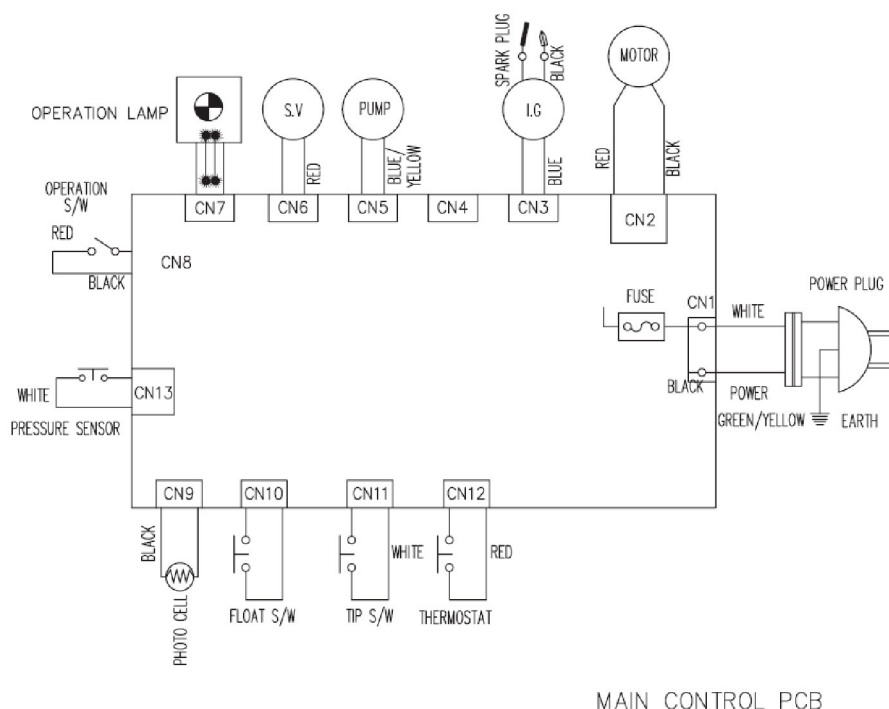 SPARK PLUG
BLACK
MOTOR
OPERATION LAMP
S.V
PUMP
I.G
RED
BLUE/
YELLOW
BLUE
RED
BLACK
OPERATION
S/W
CN7
CN6
CN5
CN4
CN3
CN2
RED
CN8
BLACK
FUSE
CN1
WHITE
POWER PLUG
WHITE
CN13
BLACK
POWER
PRESSURE SENSOR
GREEN/YELLOW
EARTH
CN9
CN10
CN11
CN12
BLACK
WHITE
RED
PHOTO CELL
FLOAT S/W
TIP S/W
THERMOSTAT
MAIN CONTROL PCB